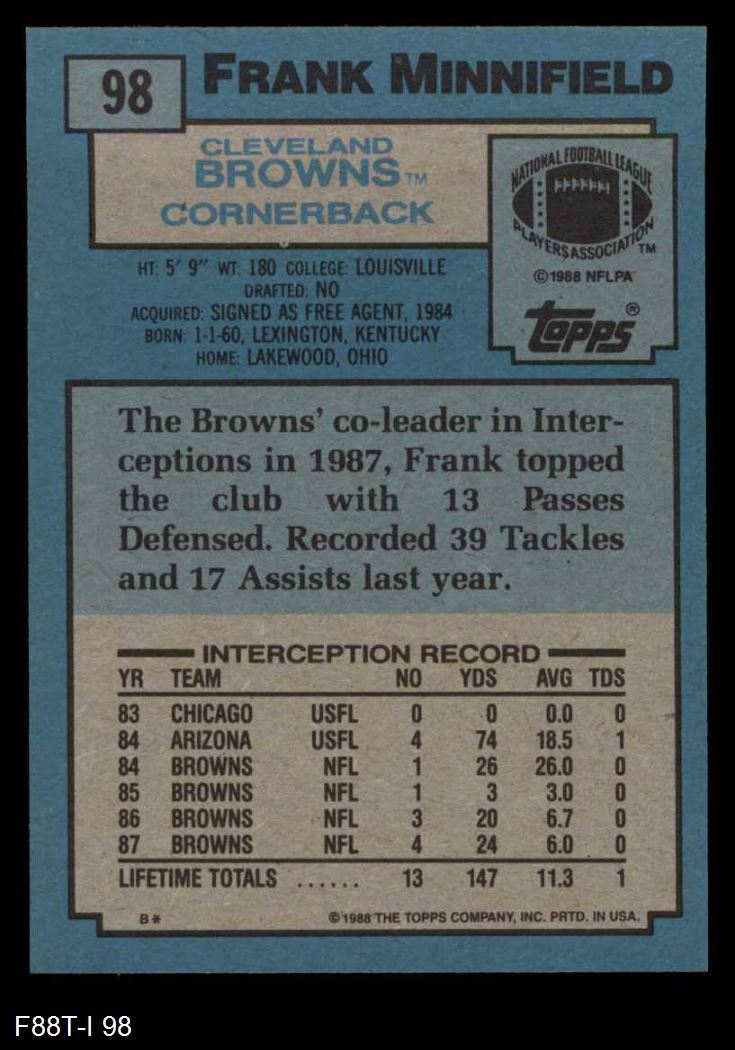 98
FRANK MINNIFIELD
CLEVELAND
BROWNS™
CORNERBACK
NATIONAL FOOTBALL LEAGUE
PLAYERS ASSOCIATION™
©1988 NFLPA
Topps®
HT: 5' 9" WT: 180 COLLEGE: LOUISVILLE
DRAFTED: NO
ACQUIRED: SIGNED AS FREE AGENT, 1984
BORN: 1-1-60, LEXINGTON, KENTUCKY
HOME: LAKEWOOD, OHIO
The Browns' co-leader in Inter-
ceptions in 1987, Frank topped
the club with 13 Passes
Defensed. Recorded 39 Tackles
and 17 Assists last year.
INTERCEPTION RECORD
YR TEAM NO YDS AVG TDS
83 CHICAGO USFL 0 0 0.0 0
84 ARIZONA USFL 4 74 18.5 1
84 BROWNS NFL 1 26 26.0 0
85 BROWNS NFL 1 3 3.0 0
86 BROWNS NFL 3 20 6.7 0
87 BROWNS NFL 4 24 6.0 0
LIFETIME TOTALS ...... 13 147 11.3 1
B* ©1988 THE TOPPS COMPANY, INC. PRTD. IN USA.
F88T-I 98